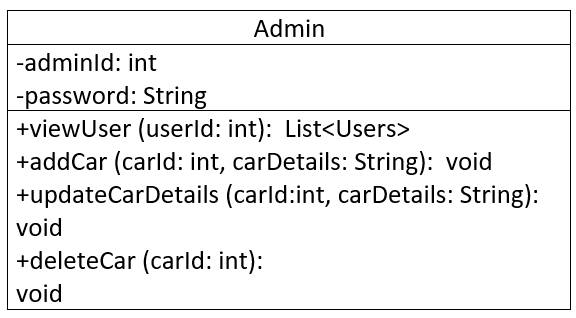 Admin
-adminId: int
-password: String
+viewUser (userId: int):  List<Users>
+addCar (carId: int, carDetails: String):  void
+updateCarDetails (carId:int, carDetails: String):
void
+deleteCar (carId: int):
void